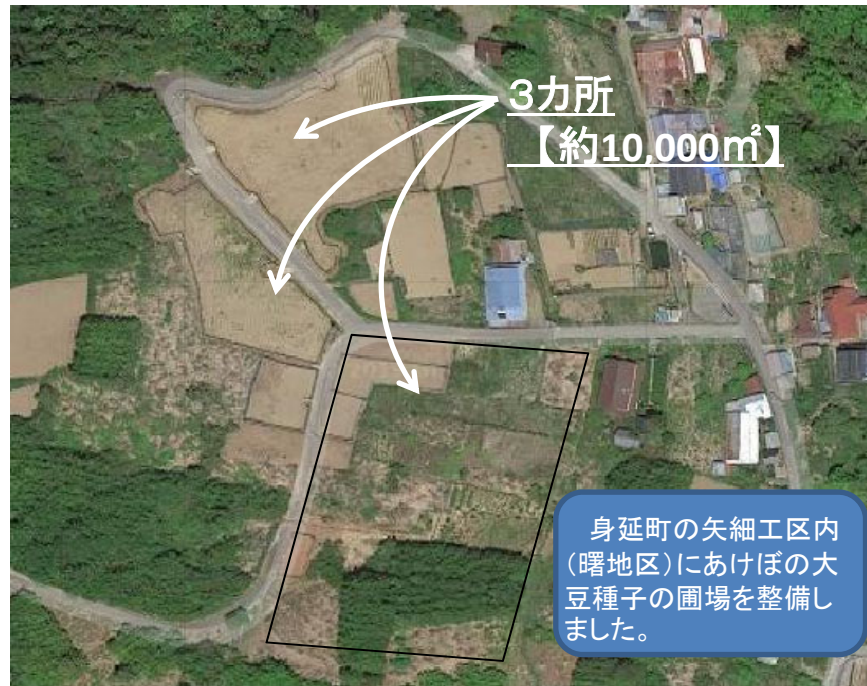 3カ所
【約10,000㎡】
身延町の矢細工区内
(曙地区)にあけぼの大
豆種子の圃場を整備し
ました。